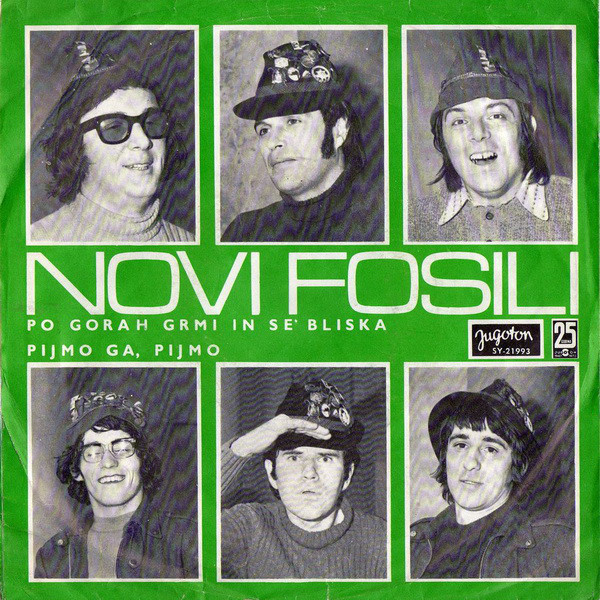 NOVI FOSILI
PO GORAH GRMI IN SE' BLISKA
PIJMO GA, PIJMO
Jugoton
SY-21993
25